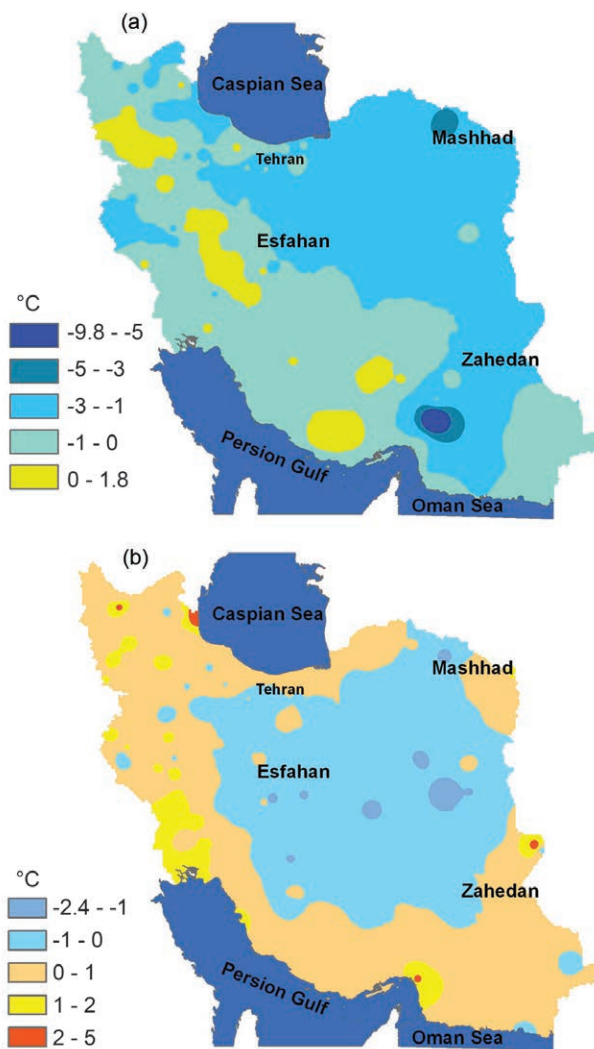 (a)
Caspian Sea
Mashhad
Tehran
Esfahan
°C
-9.8 - -5
-5 - -3
-3 - -1
-1 - 0
0 - 1.8
Zahedan
Persion Gulf
Oman Sea
(b)
Caspian Sea
Mashhad
Tehran
Esfahan
°C
-2.4 - -1
-1 - 0
0 - 1
1 - 2
2 - 5
Zahedan
Persion Gulf
Oman Sea